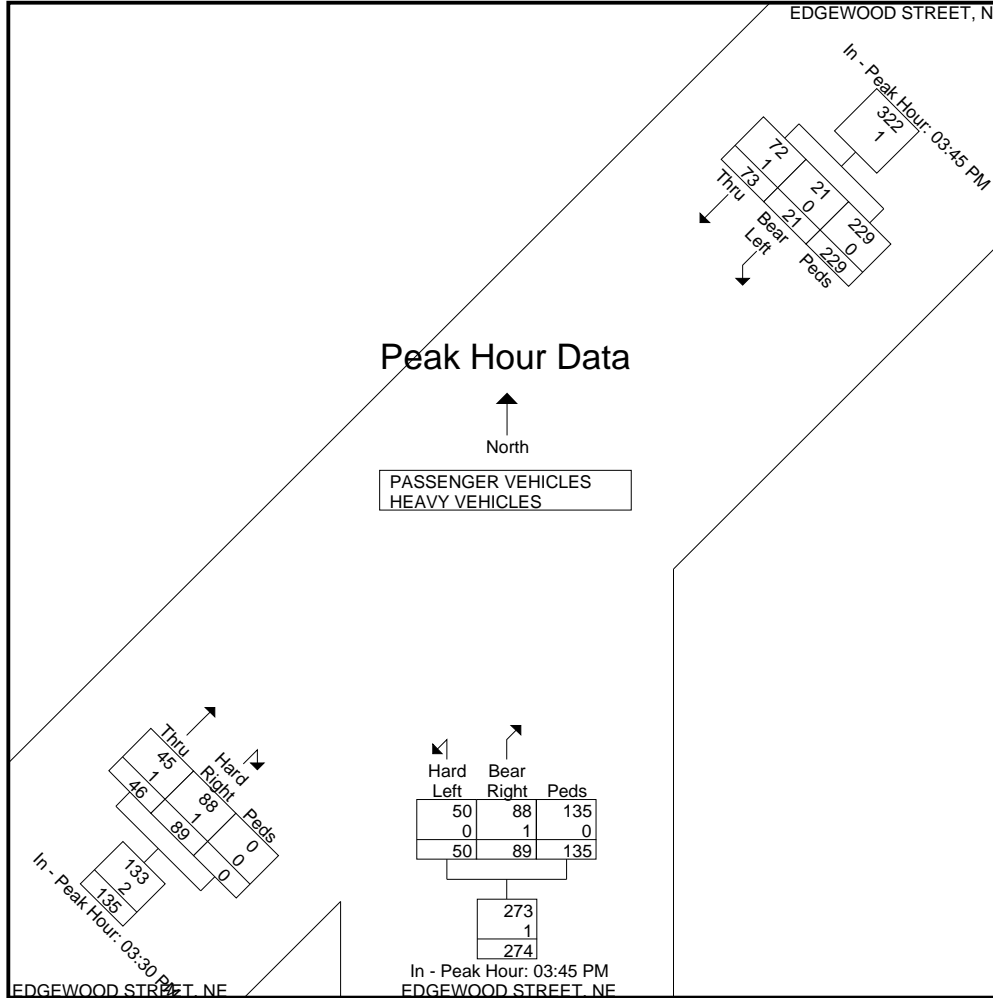 EDGEWOOD STREET, N
In - Peak Hour: 03:45 PM
322
1
72 21 229
1 0 0
73 21 229
Thru Bear Left Peds
Peak Hour Data
North
PASSENGER VEHICLES
HEAVY VEHICLES
Thru Hard Right Peds
45 88 0
1 1 0
46 89 0
133
2
135
In - Peak Hour: 03:30 PM
EDGEWOOD STREET, NE
Hard Bear
Left Right Peds
50 88 135
0 1 0
50 89 135
273
1
274
In - Peak Hour: 03:45 PM
EDGEWOOD STREET, NE